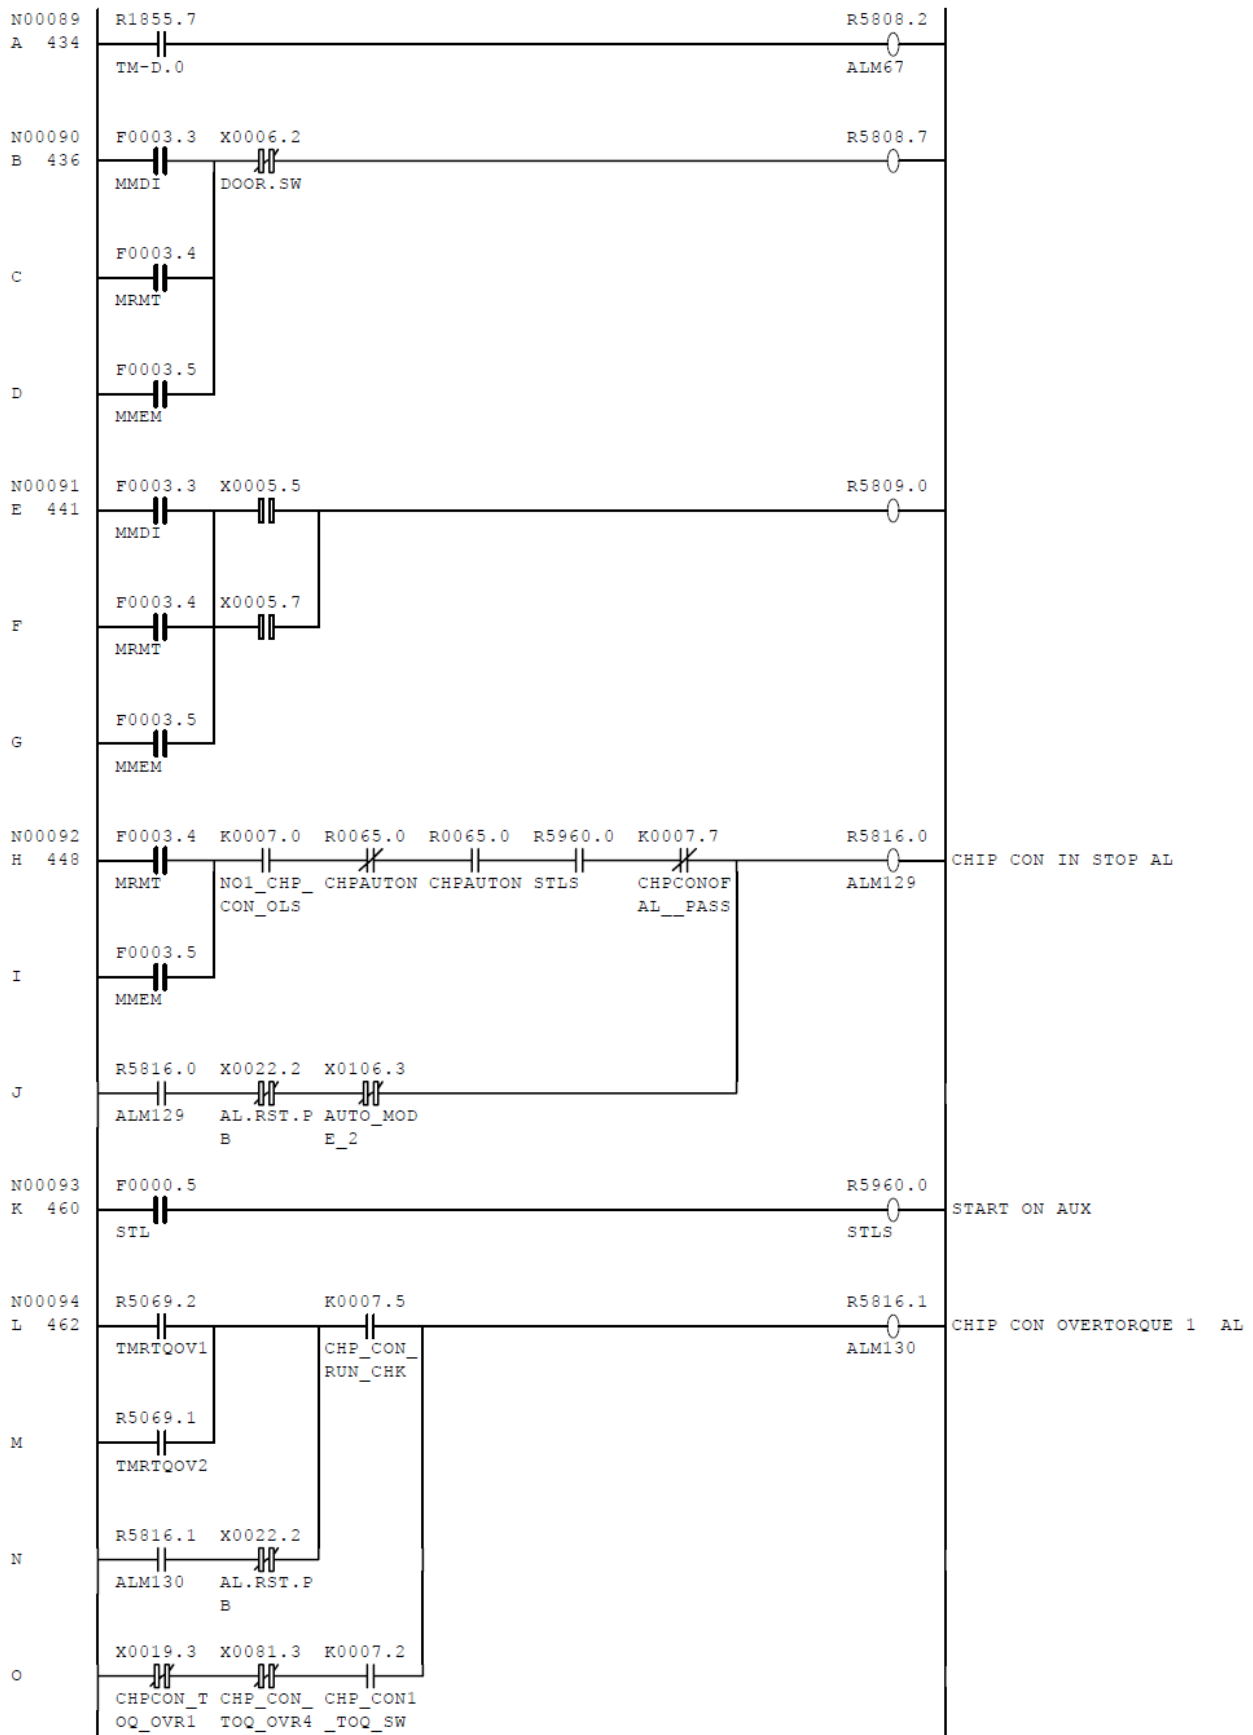 N00089 R1855.7 R5808.2
A 434
TM-D.0 ALM67
N00090 F0003.3 X0006.2 R5808.7
B 436
MMDI DOOR.SW
F0003.4
C
MRMT
F0003.5
D
MMEM
N00091 F0003.3 X0005.5 R5809.0
E 441
MMDI
F0003.4 X0005.7
F
MRMT
F0003.5
G
MMEM
N00092 F0003.4 K0007.0 R0065.0 R0065.0 R5960.0 K0007.7 R5816.0
H 448 CHIP CON IN STOP AL
MRMT NO1_CHP_ CHPAUTON CHPAUTON STLS CHPCONOF ALM129
CON_OLS AL__PASS
F0003.5
I
MMEM
R5816.0 X0022.2 X0106.3
J
ALM129 AL.RST.P AUTO_MOD
B E_2
N00093 F0000.5 R5960.0
K 460 START ON AUX
STL STLS
N00094 R5069.2 K0007.5 R5816.1
L 462 CHIP CON OVERTORQUE 1 AL
TMRTQOV1 CHP_CON_ ALM130
RUN_CHK
R5069.1
M
TMRTQOV2
R5816.1 X0022.2
N
ALM130 AL.RST.P
B
X0019.3 X0081.3 K0007.2
O
CHPCON_T CHP_CON_ CHP_CON1
OQ_OVR1 TOQ_OVR4 _TOQ_SW